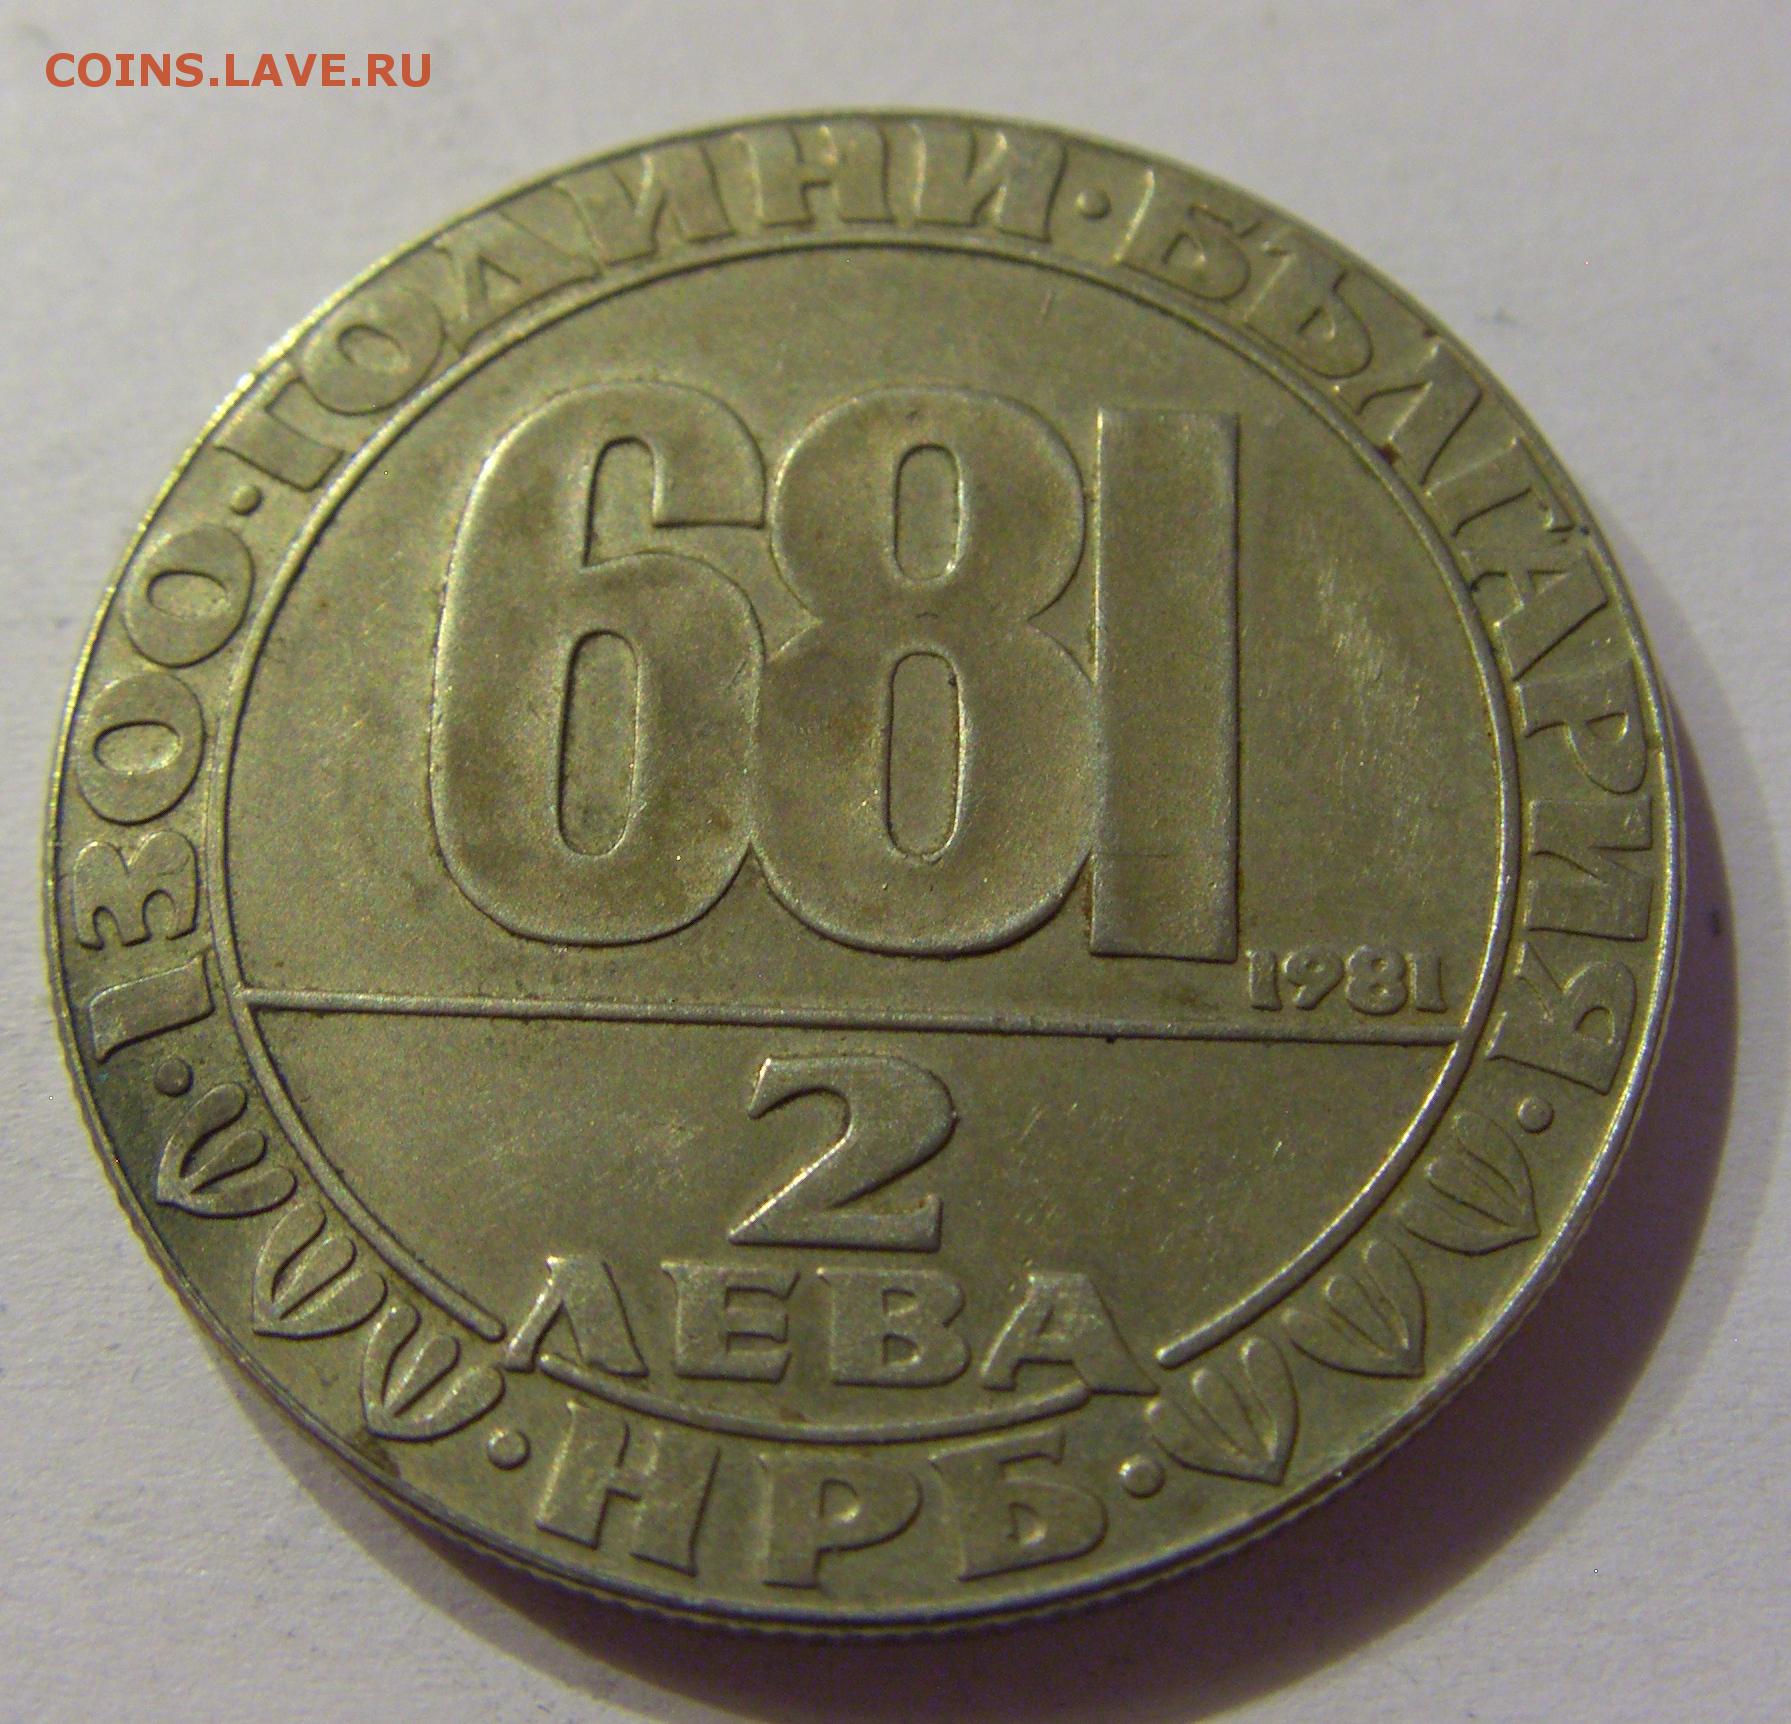 COINS.LAVE.RU
·1300·ГОДИНИ·БЪЛГАРИЯ·
681
1981
2
ЛЕВА
·НРБ·